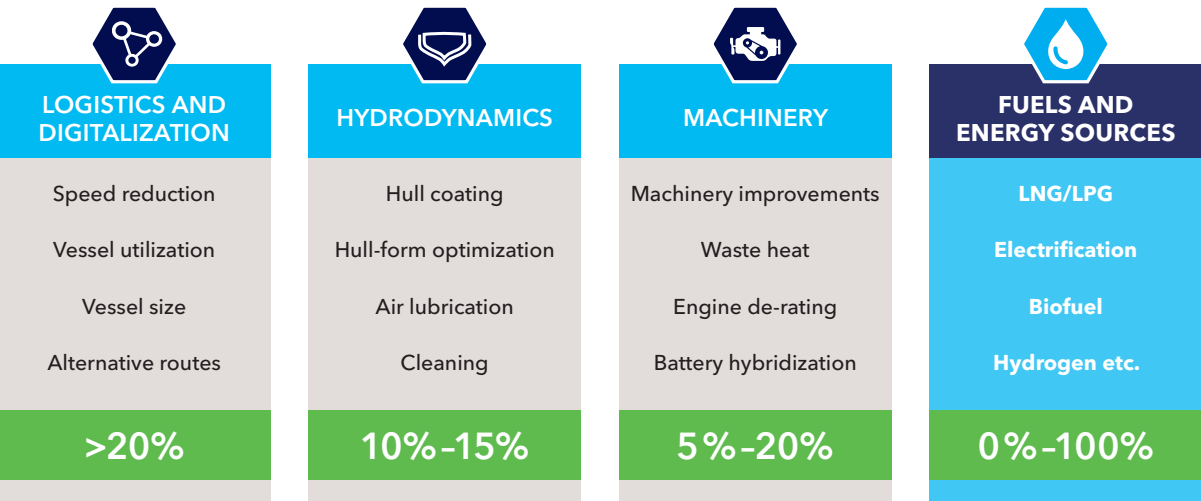 LOGISTICS AND
DIGITALIZATION
Speed reduction
Vessel utilization
Vessel size
Alternative routes
>20%
HYDRODYNAMICS
Hull coating
Hull-form optimization
Air lubrication
Cleaning
10%–15%
MACHINERY
Machinery improvements
Waste heat
Engine de-rating
Battery hybridization
5%–20%
FUELS AND
ENERGY SOURCES
LNG/LPG
Electrification
Biofuel
Hydrogen etc.
0%–100%